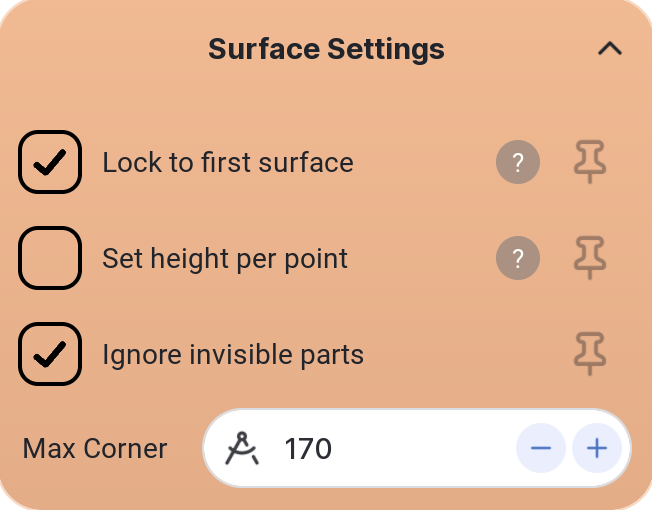 Surface Settings
Lock to first surface ?
Set height per point ?
Ignore invisible parts
Max Corner 170 − +